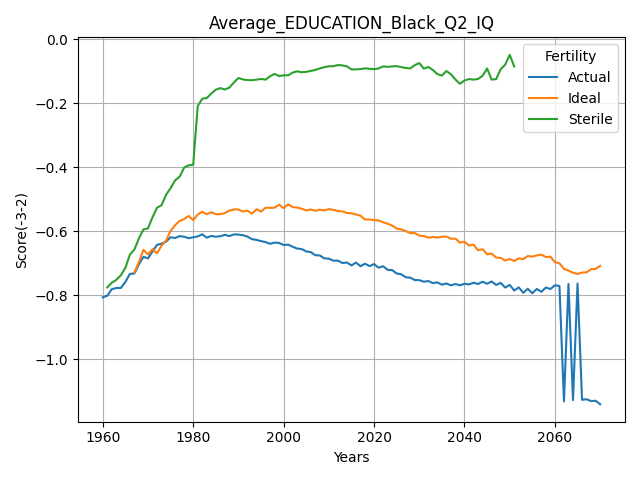 Average_EDUCATION_Black_Q2_IQ
Fertility
Actual
Ideal
Sterile
Score(-3-2)
0.0
−0.2
−0.4
−0.6
−0.8
−1.0
1960
1980
2000
2020
2040
2060
Years